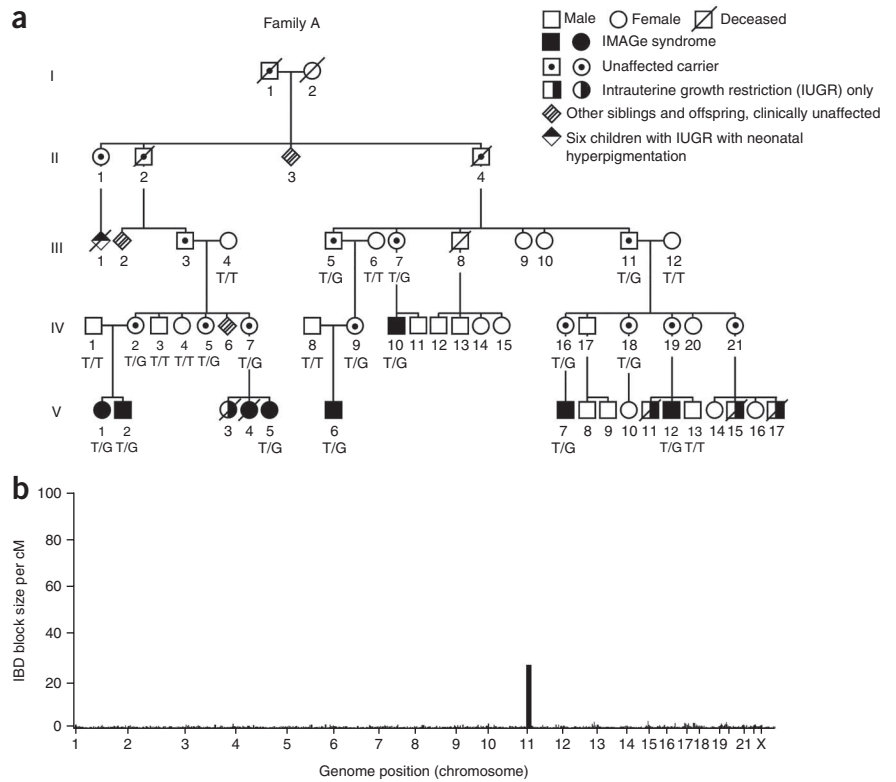 a
Family A
Male Female Deceased
IMAGe syndrome
Unaffected carrier
Intrauterine growth restriction (IUGR) only
Other siblings and offspring, clinically unaffected
Six children with IUGR with neonatal
hyperpigmentation
I
1 2
II
1 2 3 4
III
1 2 3 4 5 6 7 8 9 10 11 12
T/T T/G T/T T/G T/G T/T
IV
1 2 3 4 5 6 7 8 9 10 11 12 13 14 15 16 17 18 19 20 21
T/T T/G T/T T/T T/G T/G T/T T/G T/G T/G T/G
V
1 2 3 4 5 6 7 8 9 10 11 12 13 14 15 16 17
T/G T/G T/G T/G T/G T/G T/T
b
IBD block size per cM
100
80
60
40
20
0
1 2 3 4 5 6 7 8 9 10 11 12 13 14 15 16 17 18 19 21 X
Genome position (chromosome)